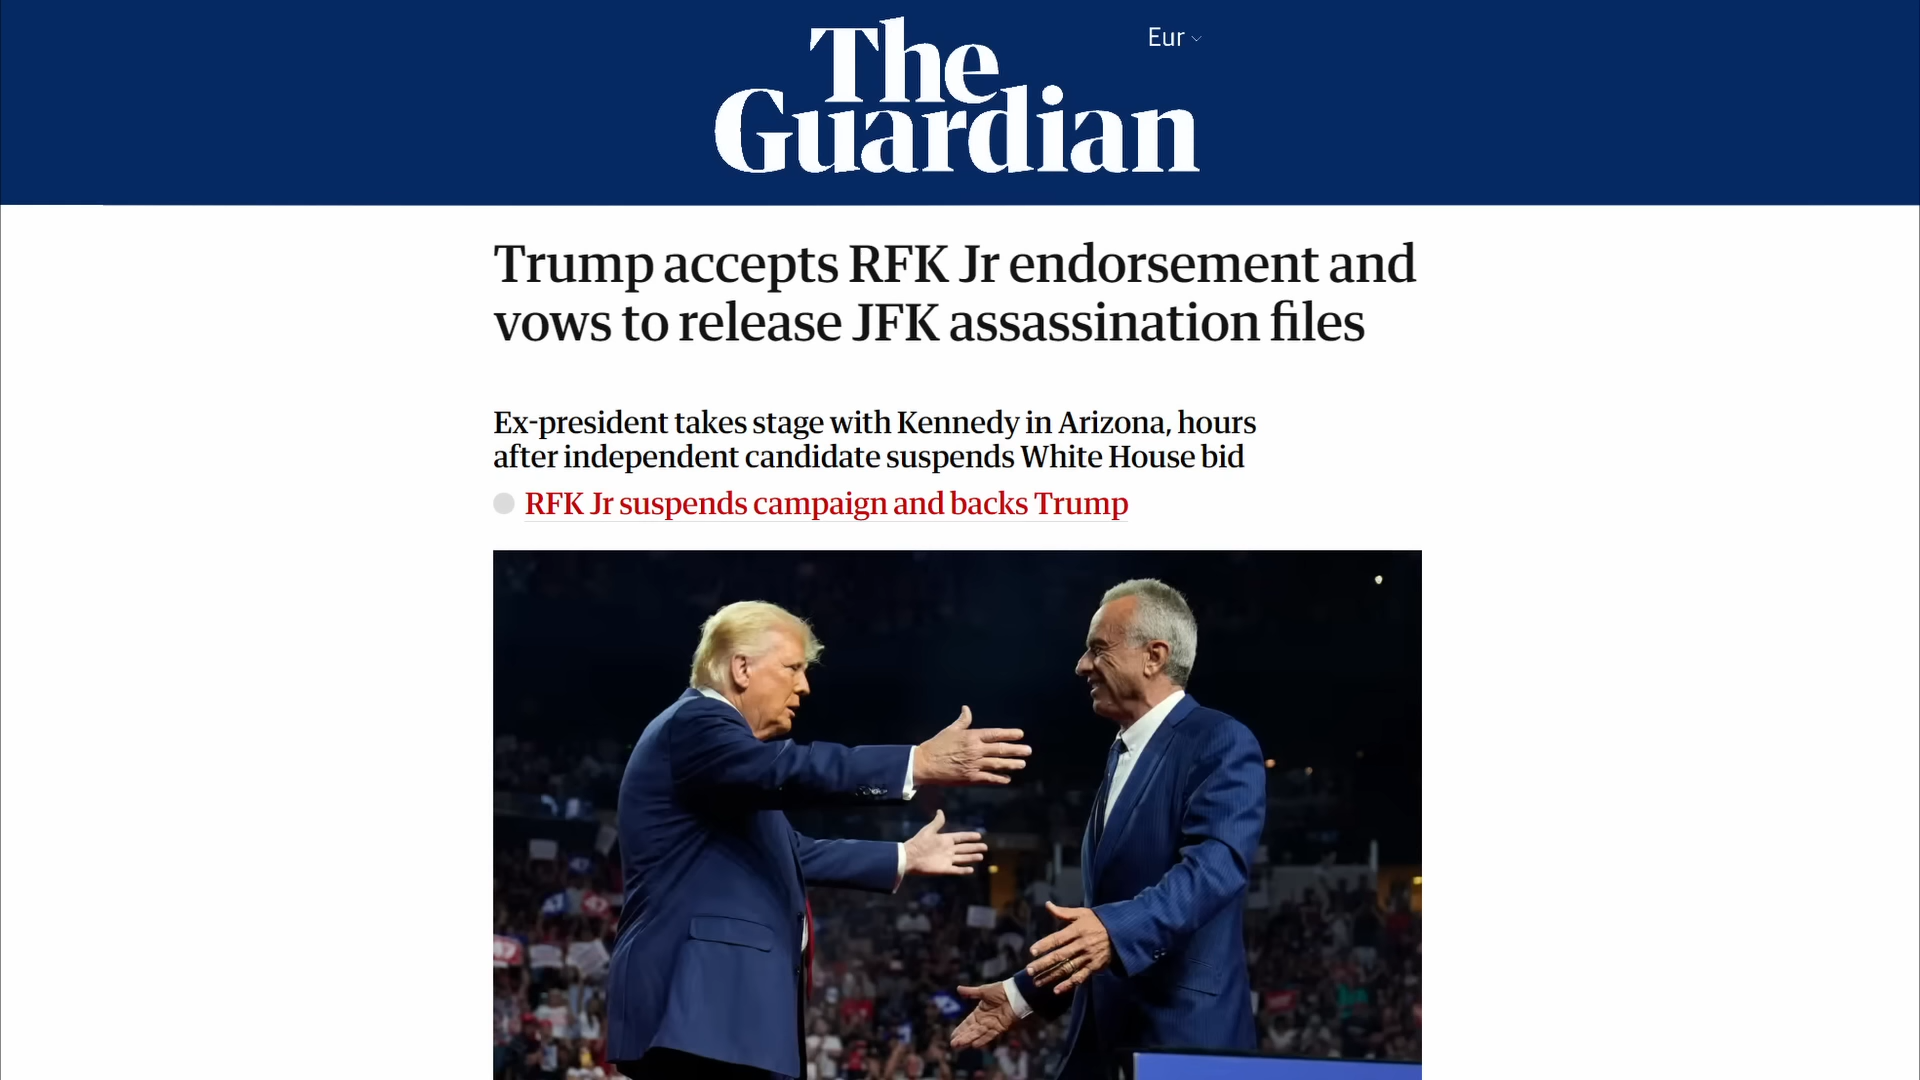 The
Guardian
Eur
Trump accepts RFK Jr endorsement and
vows to release JFK assassination files
Ex-president takes stage with Kennedy in Arizona, hours
after independent candidate suspends White House bid
RFK Jr suspends campaign and backs Trump